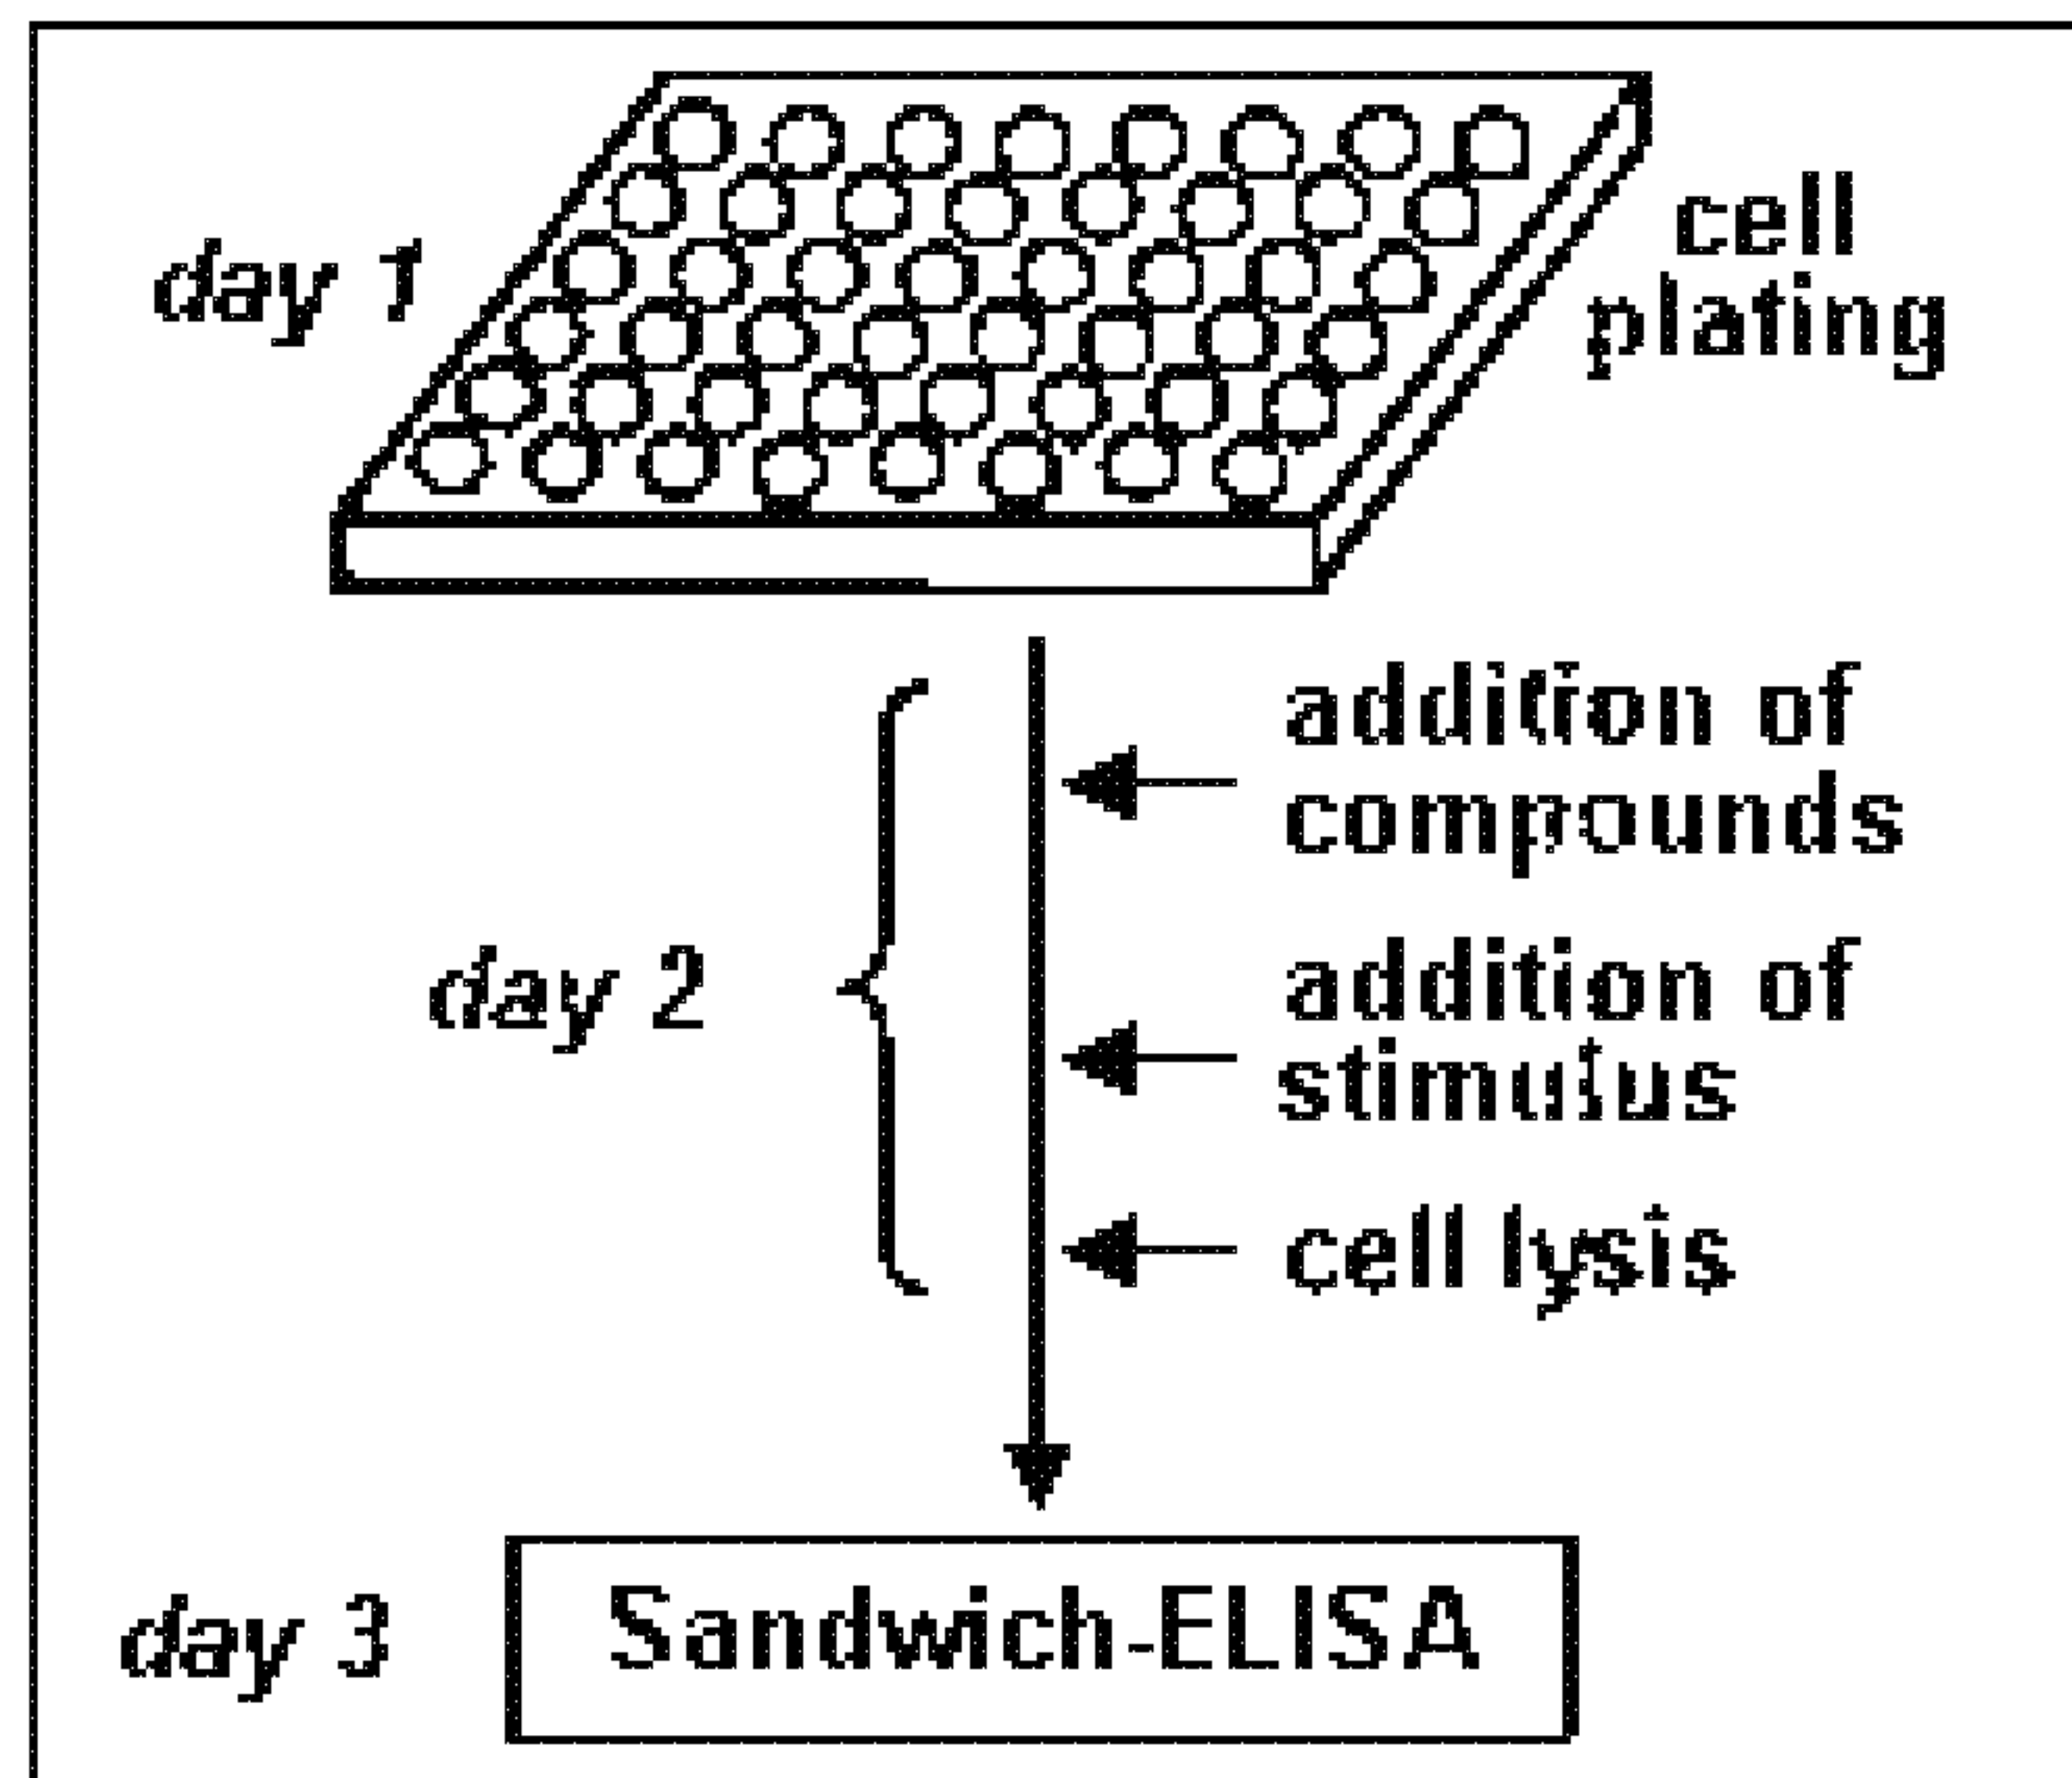 day 1
cell
plating
addition of
compounds
day 2
addition of
stimulus
cell lysis
day 3
Sandwich-ELISA